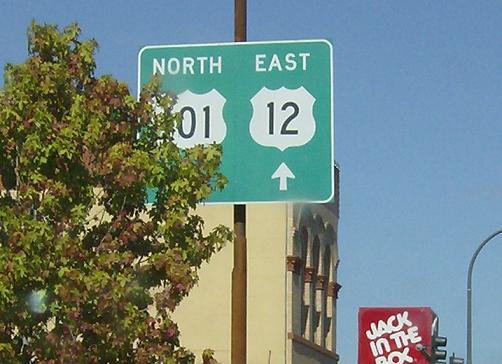 NORTH EAST
01 12
JACK
IN THE
BOX